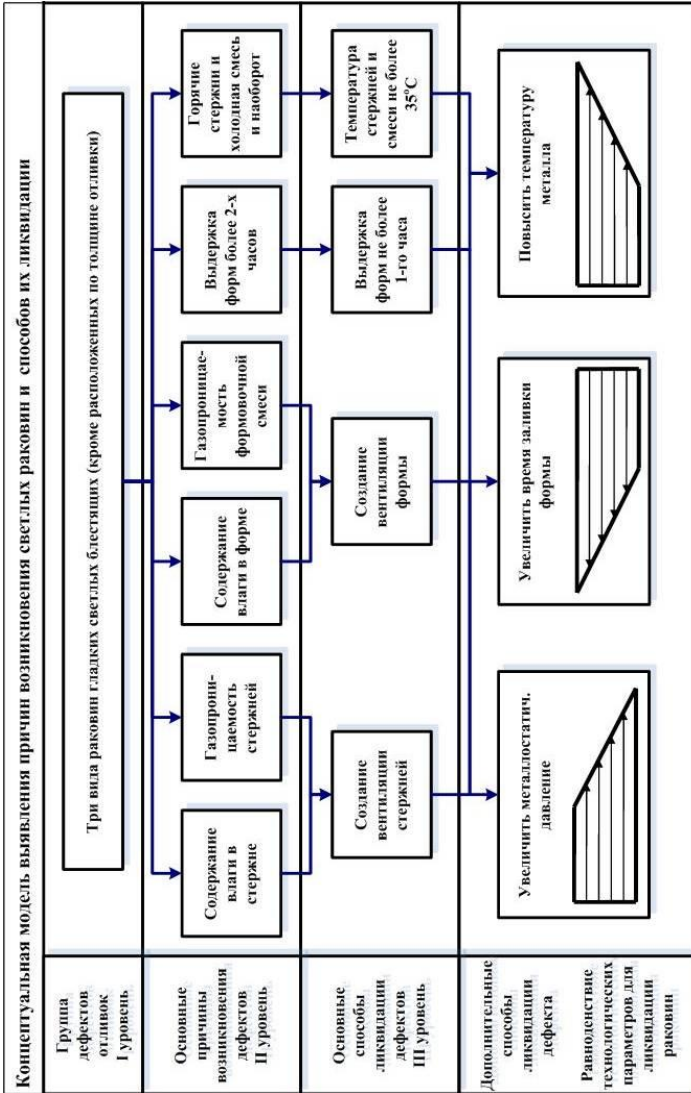 Концептуальная модель выявления причин возникновения светлых раковин и способов их ликвидации
Группа
дефектов
отливок
I уровень
Три вида раковин гладких светлых блестящих (кроме расположенных по толщине отливки)
Основные
причины
возникновения
дефектов
II уровень
Содержание
влаги в
стержне
Газопрони-
цаемость
стержней
Содержание
влаги в форме
Газопроницае-
мость
формовочной
смеси
Выдержка
форм более 2-х
часов
Горячие
стержни и
холодная смесь
и наоборот
Основные
способы
ликвидации
дефектов
III уровень
Создание
вентиляции
стержней
Создание
вентиляции
формы
Выдержка
форм не более
1-го часа
Температура
стержней и
смеси не более
35°С
Дополнительные
способы
ликвидации
дефекта
Равноденствие
технологических
параметров для
ликвидации
раковин
Увеличить металлостатич.
давление
Увеличить время заливки
формы
Повысить температуру
металла